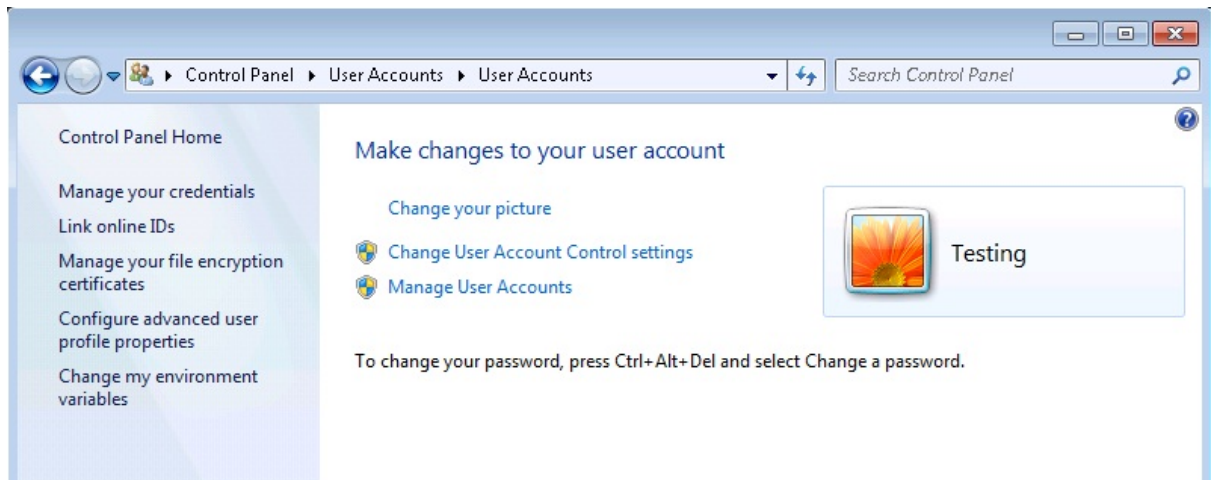 Control Panel ▸ User Accounts ▸ User Accounts
Search Control Panel
Control Panel Home
Manage your credentials
Link online IDs
Manage your file encryption
certificates
Configure advanced user
profile properties
Change my environment
variables
Make changes to your user account
Change your picture
Change User Account Control settings
Manage User Accounts
Testing
To change your password, press Ctrl+Alt+Del and select Change a password.